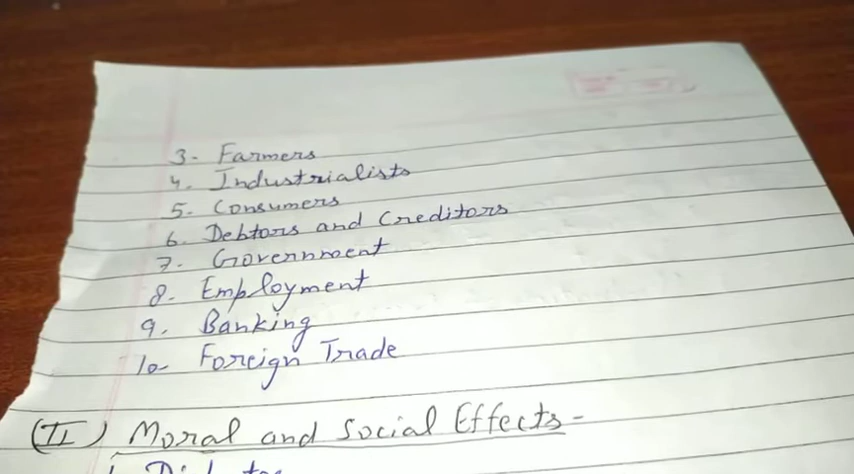 3- Farmers
4. Industrialists
5. Consumers
6. Debtors and Creditors
7. Government
8- Employment
9. Banking
10- Foreign Trade
(II) Moral and Social Effects-